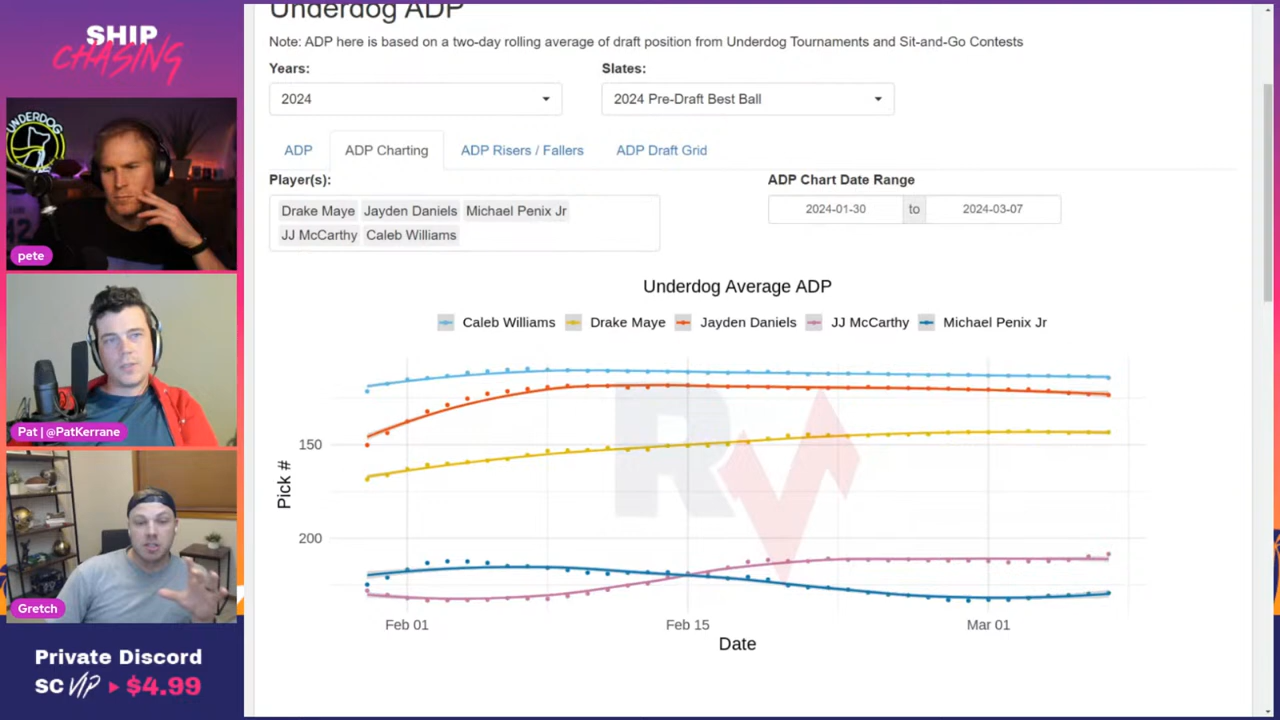 SHIP
CHASING
UNDERDOG
pete
Pat | @PatKerrane
Gretch
Private Discord
SC VIP ▸ $4.99
Underdog ADP
Note: ADP here is based on a two-day rolling average of draft position from Underdog Tournaments and Sit-and-Go Contests
Years: Slates:
2024 2024 Pre-Draft Best Ball
ADP ADP Charting ADP Risers / Fallers ADP Draft Grid
Player(s): ADP Chart Date Range
Drake Maye Jayden Daniels Michael Penix Jr 2024-01-30 to 2024-03-07
JJ McCarthy Caleb Williams
Underdog Average ADP
Caleb Williams Drake Maye Jayden Daniels JJ McCarthy Michael Penix Jr
RV
150
Pick #
200
Feb 01 Feb 15 Mar 01
Date